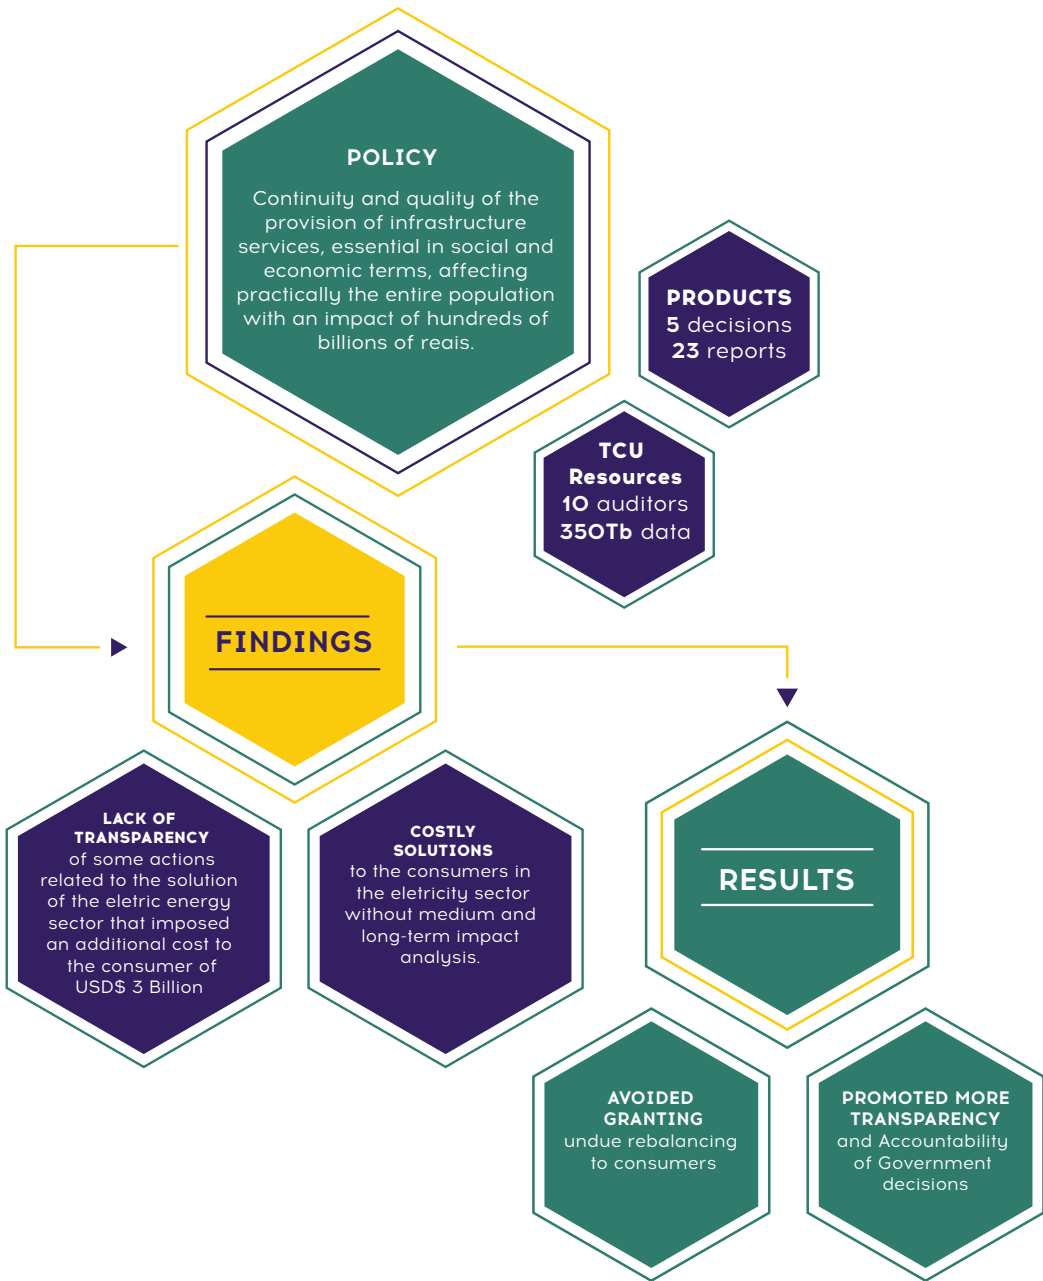 POLICY
Continuity and quality of the
provision of infrastructure
services, essential in social and
economic terms, affecting
practically the entire population
with an impact of hundreds of
billions of reais.
PRODUCTS
5 decisions
23 reports
TCU
Resources
10 auditors
350Tb data
FINDINGS
LACK OF
TRANSPARENCY
of some actions
related to the solution
of the eletric energy
sector that imposed
an additional cost to
the consumer of
USD$ 3 Billion
COSTLY
SOLUTIONS
to the consumers in
the eletricity sector
without medium and
long-term impact
analysis.
RESULTS
AVOIDED
GRANTING
undue rebalancing
to consumers
PROMOTED MORE
TRANSPARENCY
and Accountability
of Government
decisions